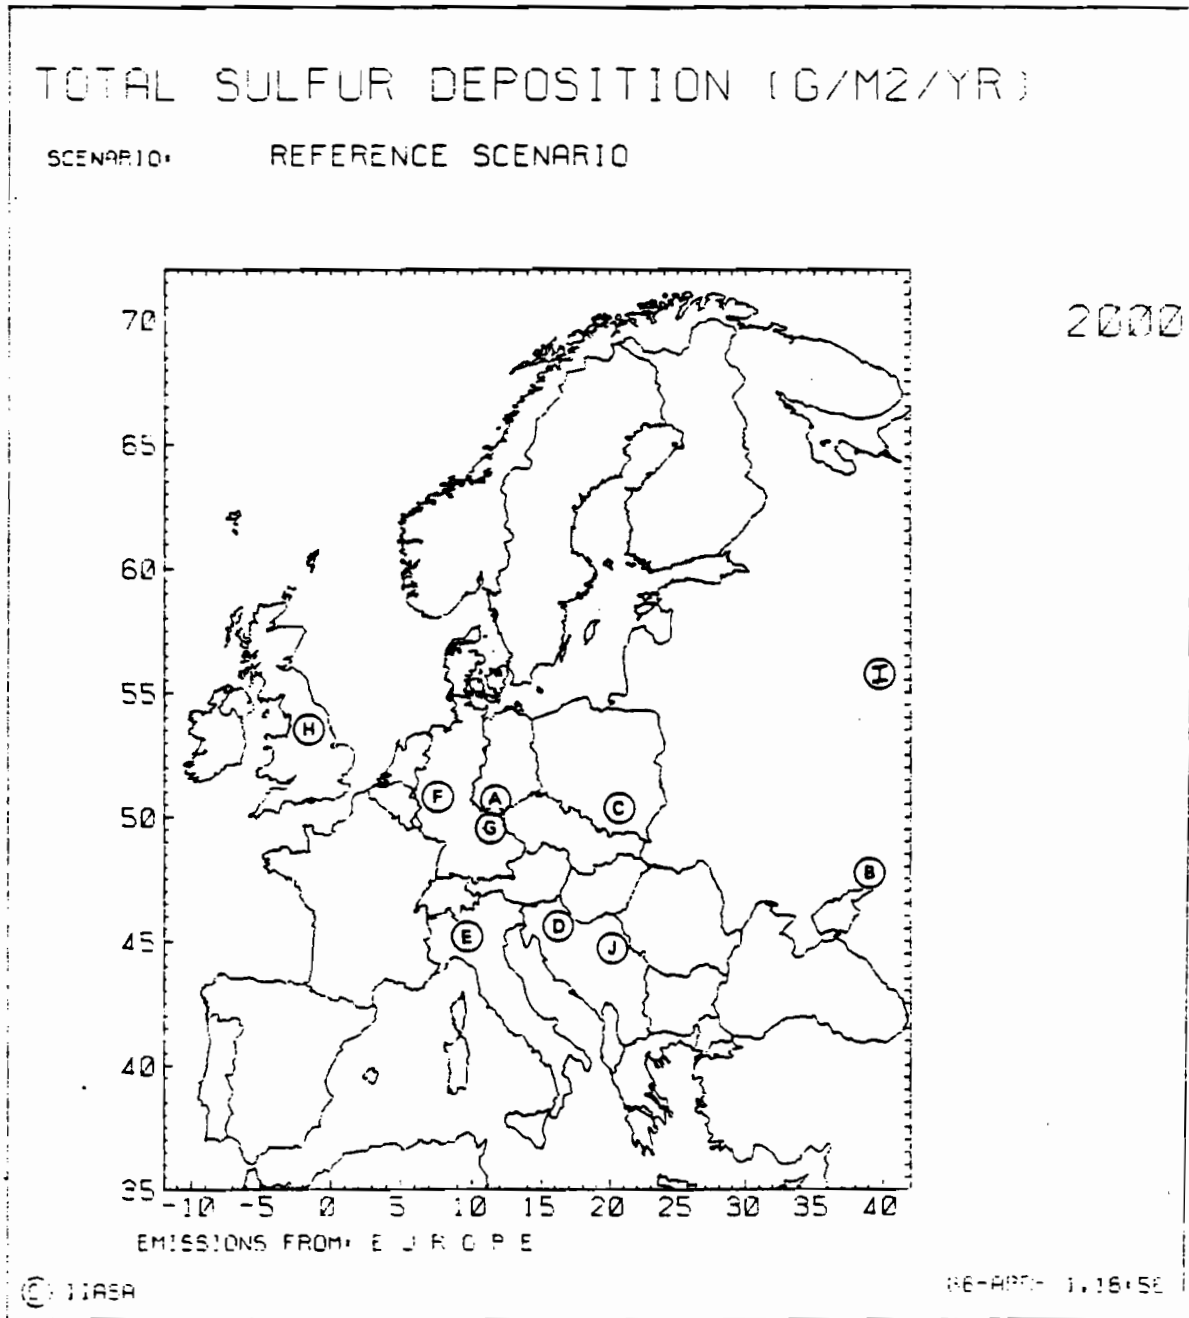 TOTAL SULFUR DEPOSITION (G/M2/YR)
SCENARIO: REFERENCE SCENARIO
2000
70
65
60
55
50
45
40
35
I
H
F
A
C
G
B
D
E
J
-10 -5 0 5 10 15 20 25 30 35 40
EMISSIONS FROM: E U R O P E
© IIASA